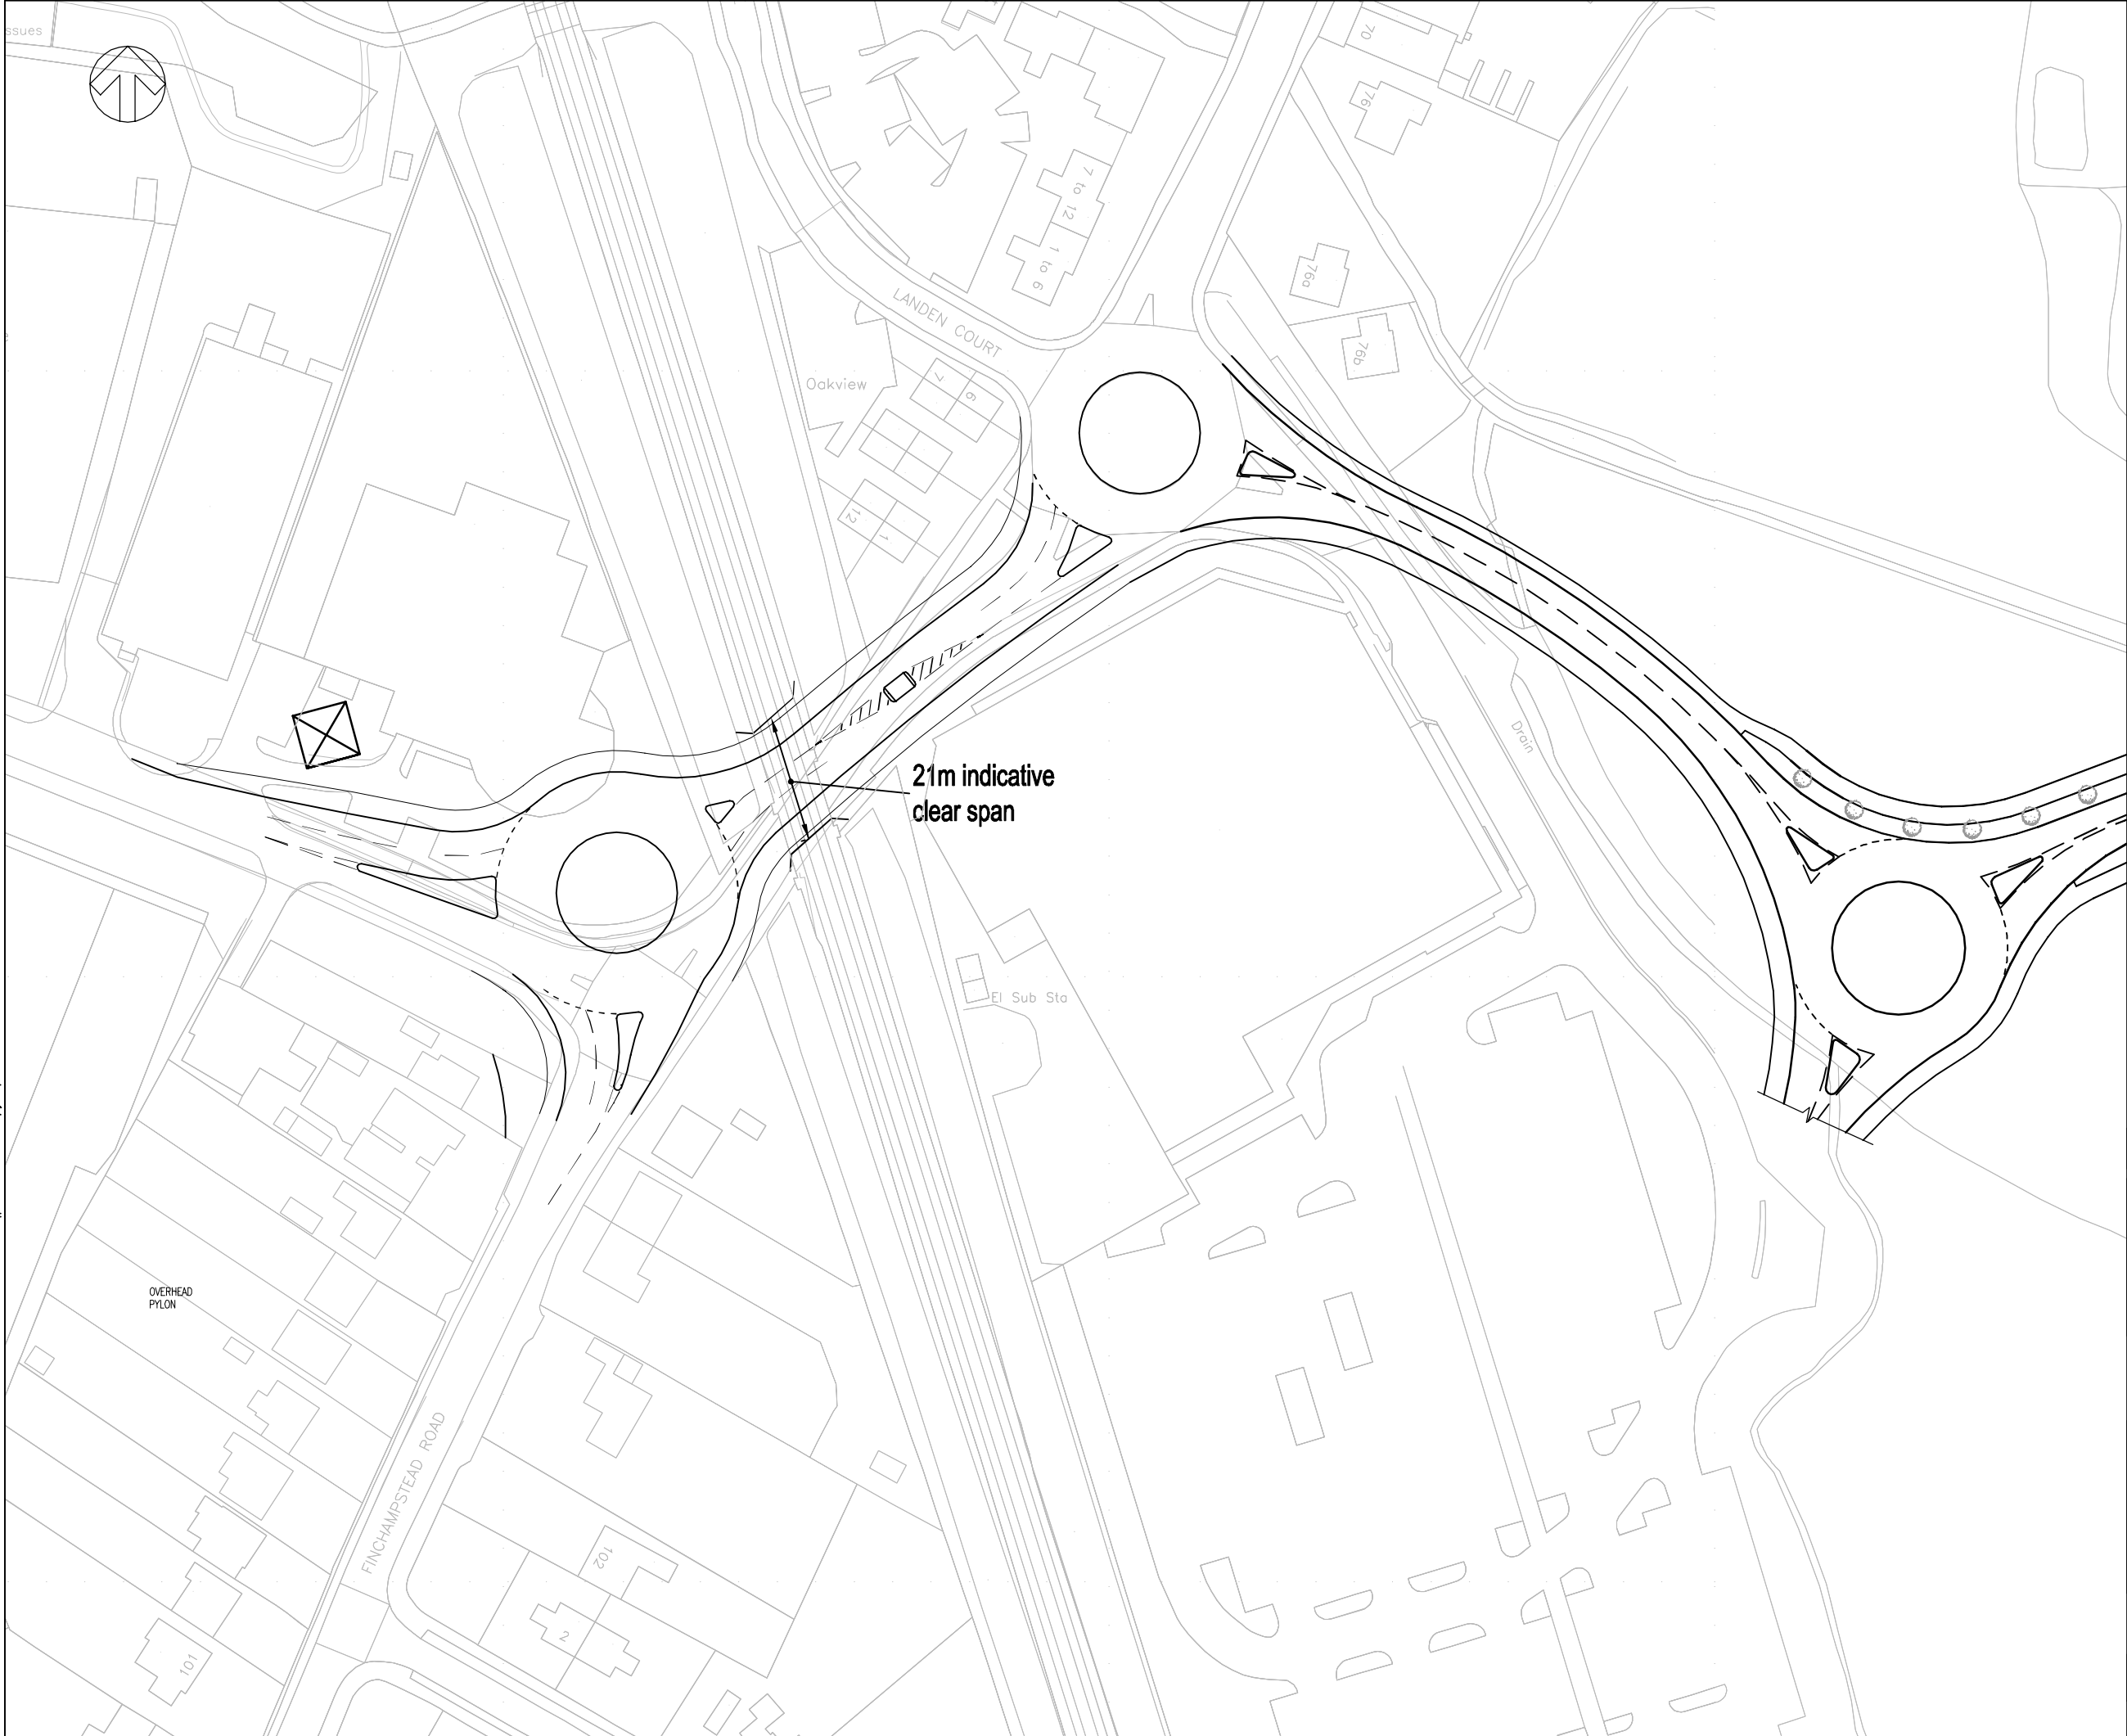 ssues
70
76
7 to 12
1 to 6
76a
76b
LANDEN COURT
Oakview
7
6
12
1
21m indicative
clear span
Drain
El Sub Sta
OVERHEAD
PYLON
FINCHAMPSTEAD ROAD
102
2
101